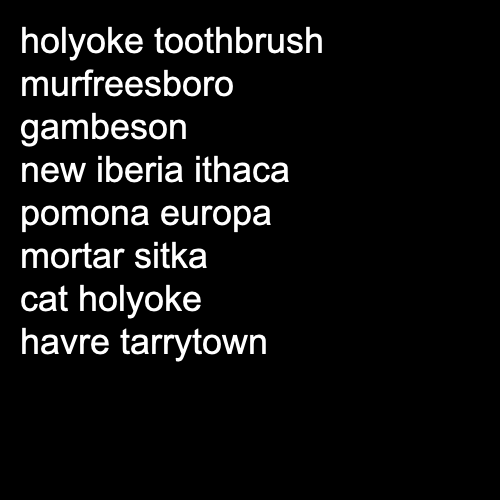 holyoke toothbrush
murfreesboro
gambeson
new iberia ithaca
pomona europa
mortar sitka
cat holyoke
havre tarrytown